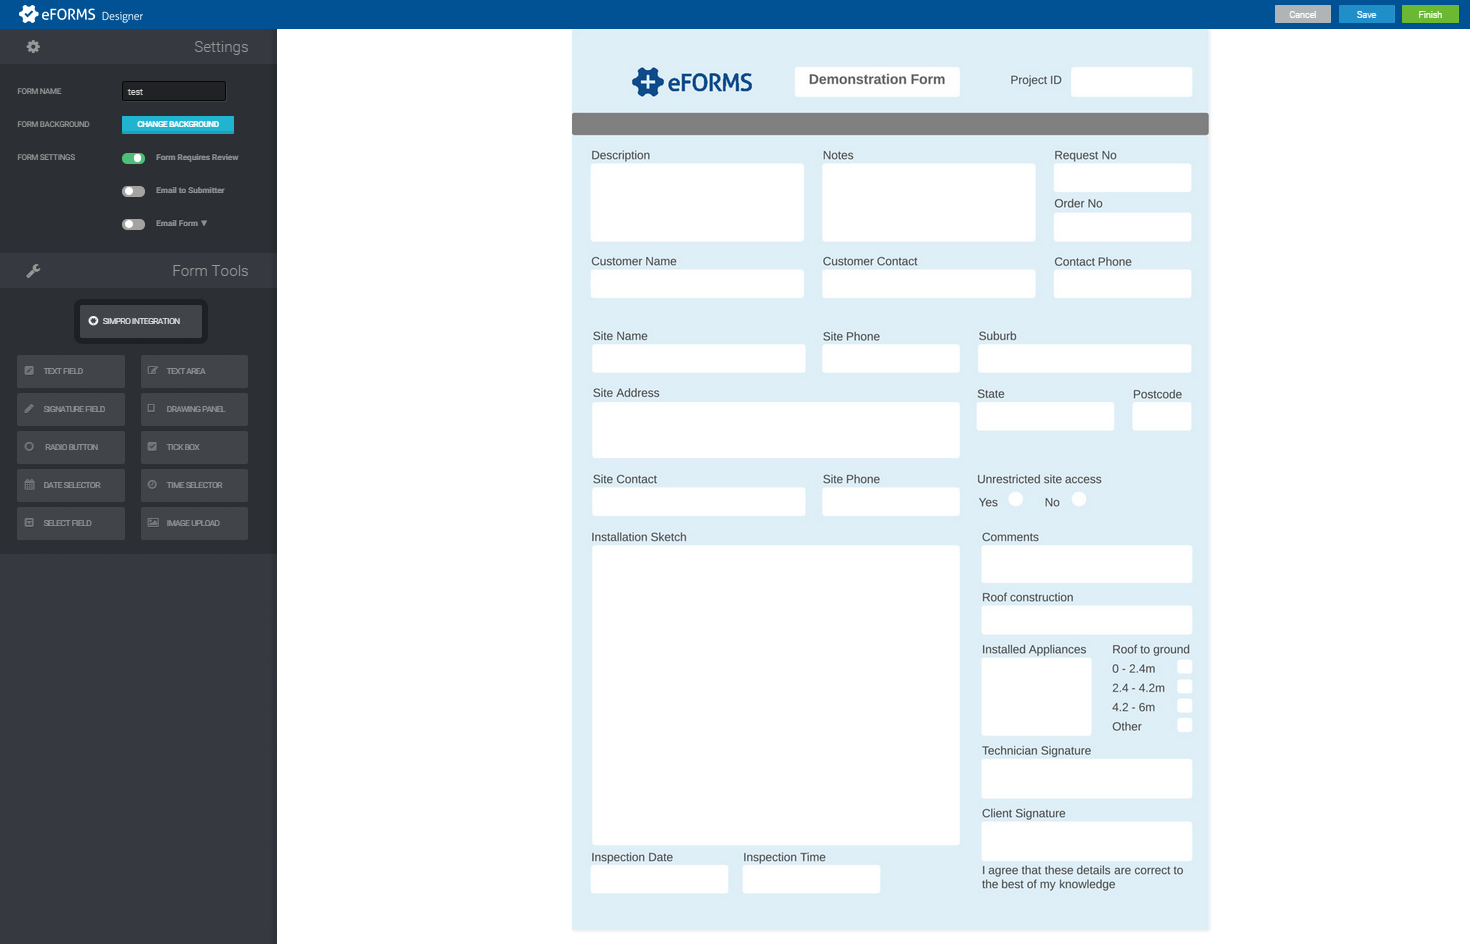 eFORMS Designer
Cancel
Save
Finish
Settings
FORM NAME
test
FORM BACKGROUND
CHANGE BACKGROUND
FORM SETTINGS
Form Requires Review
Email to Submitter
Email Form ▼
Form Tools
SIMPRO INTEGRATION
TEXT FIELD
TEXT AREA
SIGNATURE FIELD
DRAWING PANEL
RADIO BUTTON
TICK BOX
DATE SELECTOR
TIME SELECTOR
SELECT FIELD
IMAGE UPLOAD
eFORMS
Demonstration Form
Project ID
Description
Notes
Request No
Order No
Customer Name
Customer Contact
Contact Phone
Site Name
Site Phone
Suburb
Site Address
State
Postcode
Site Contact
Site Phone
Unrestricted site access
Yes
No
Installation Sketch
Comments
Roof construction
Installed Appliances
Roof to ground
0 - 2.4m
2.4 - 4.2m
4.2 - 6m
Other
Technician Signature
Client Signature
Inspection Date
Inspection Time
I agree that these details are correct to
the best of my knowledge